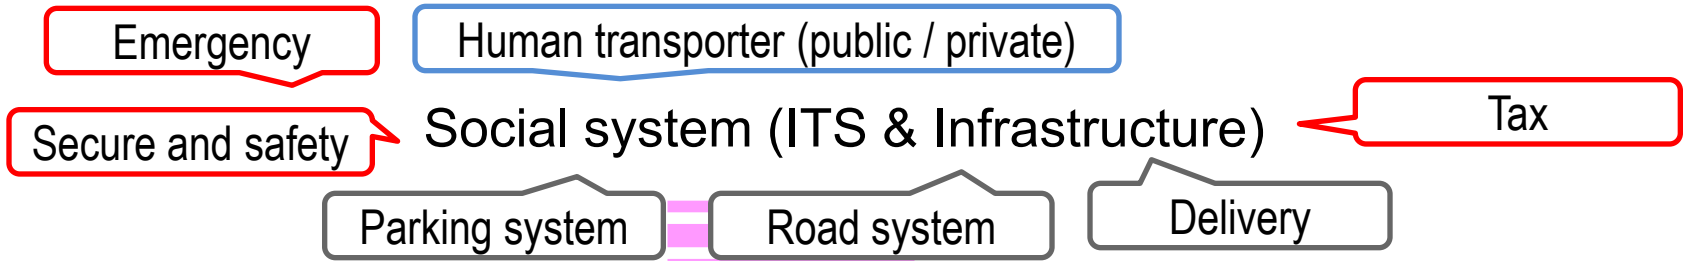 Emergency
Human transporter (public / private)
Secure and safety
Social system (ITS & Infrastructure)
Tax
Parking system
Road system
Delivery